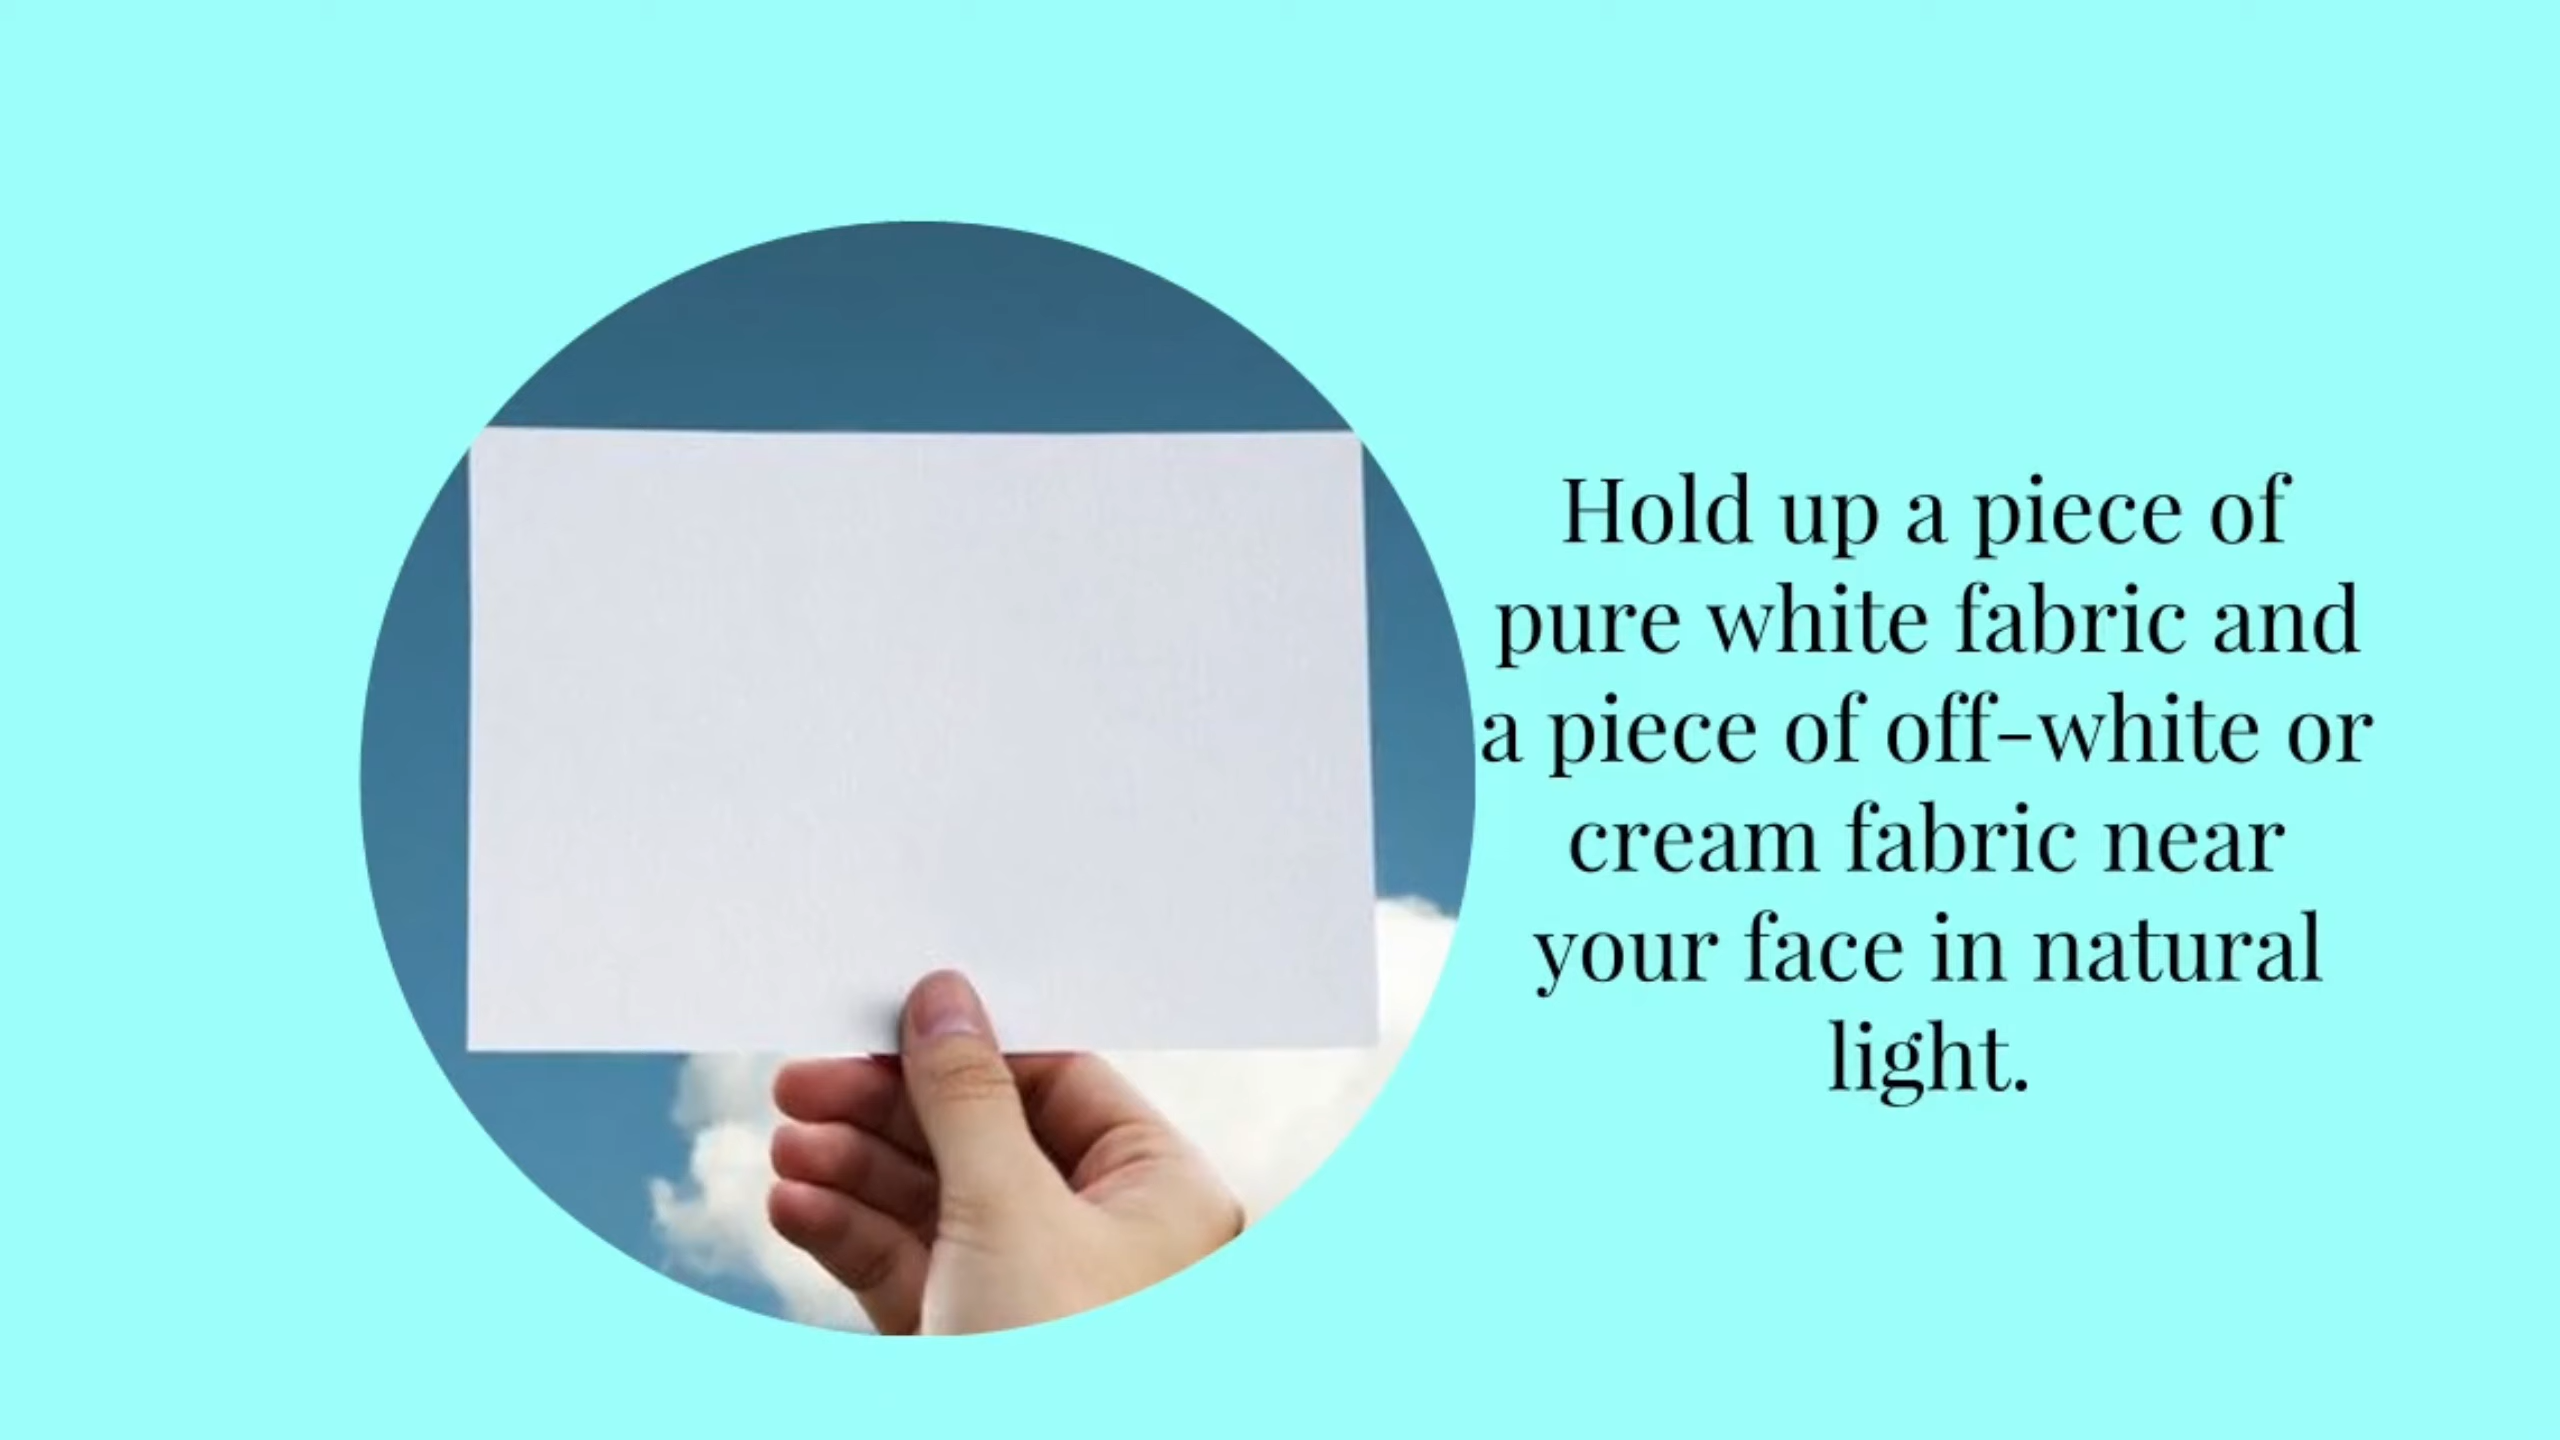 Hold up a piece of
pure white fabric and
a piece of off-white or
cream fabric near
your face in natural
light.